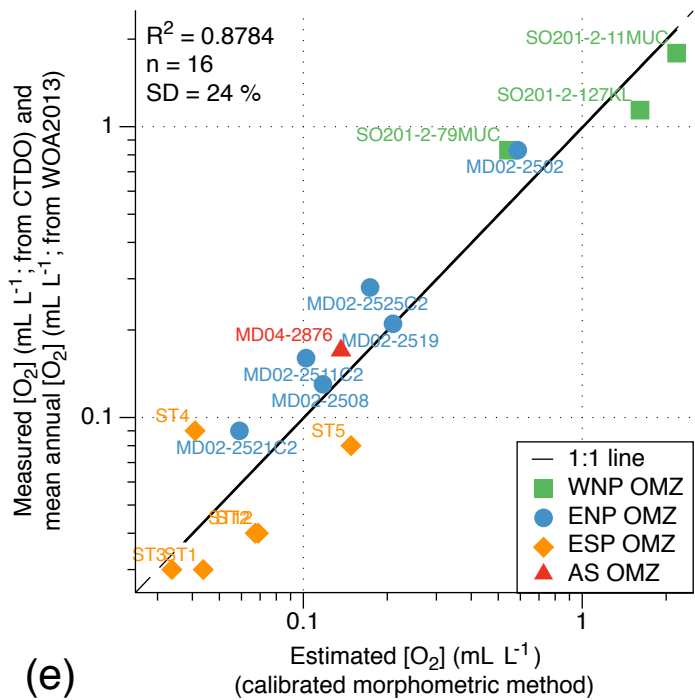 R² = 0.8784
n = 16
SD = 24 %
Measured [O₂] (mL L⁻¹; from CTDO) and
mean annual [O₂] (mL L⁻¹; from WOA2013)
1
0.1
SO201-2-11MUC
SO201-2-127KL
SO201-2-79MUC
MD02-2502
MD02-2525C2
MD04-2876
MD02-2519
MD02-2511C2
MD02-2508
ST4
MD02-2521C2
ST5
ST3
ST1
1:1 line
WNP OMZ
ENP OMZ
ESP OMZ
AS OMZ
0.1
1
Estimated [O₂] (mL L⁻¹)
(calibrated morphometric method)
(e)